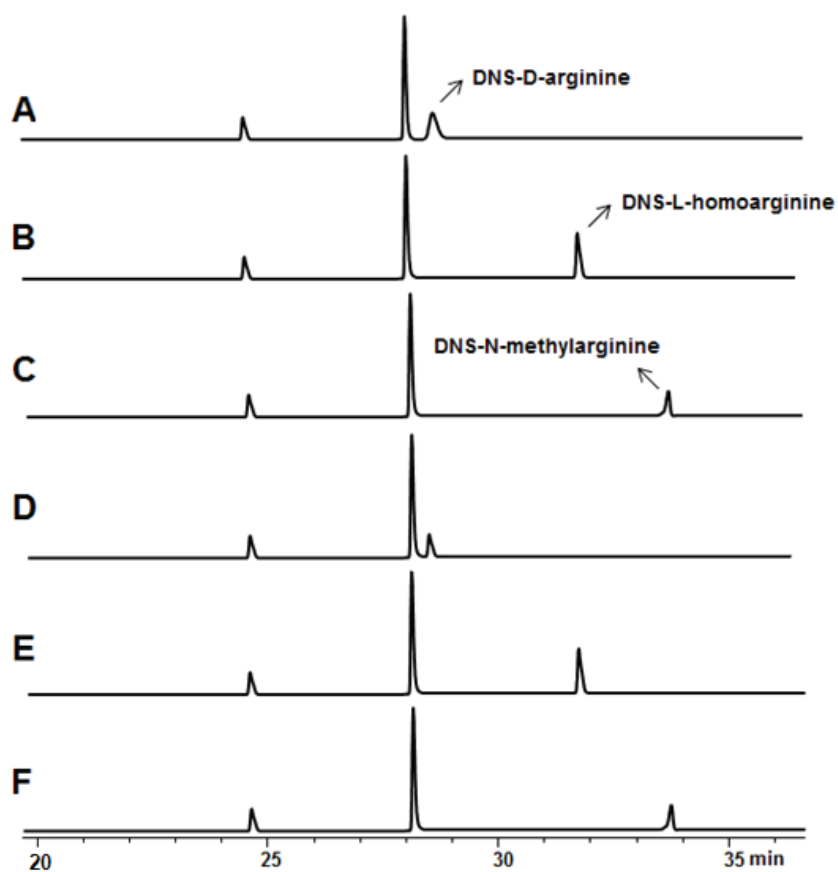 A
DNS-D-arginine
B
DNS-L-homoarginine
C
DNS-N-methylarginine
D
E
F
20 25 30 35 min